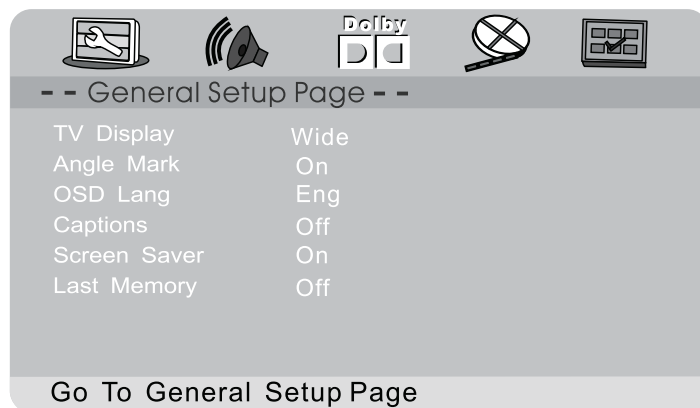 Dolby
-- General Setup Page --
TV Display Wide
Angle Mark On
OSD Lang Eng
Captions Off
Screen Saver On
Last Memory Off
Go To General Setup Page